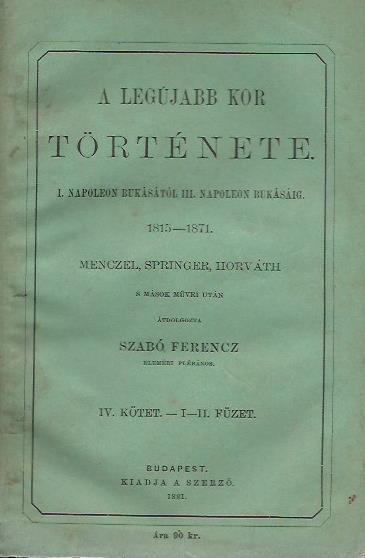 A LEGÚJABB KOR
TÖRTÉNETE.
I. NAPOLEON BUKÁSÁTÓL III. NAPOLEON BUKÁSÁIG.
1815—1871.
MENCZEL, SPRINGER, HORVÁTH
S MÁSOK MŰVEI UTÁN
ÁTDOLGOZTA
SZABÓ FERENCZ
ELEMÉRI PLÉBÁNOS.
IV. KÖTET. — I—II. FÜZET.
BUDAPEST.
KIADJA A SZERZŐ.
1881.
Ára 90 kr.